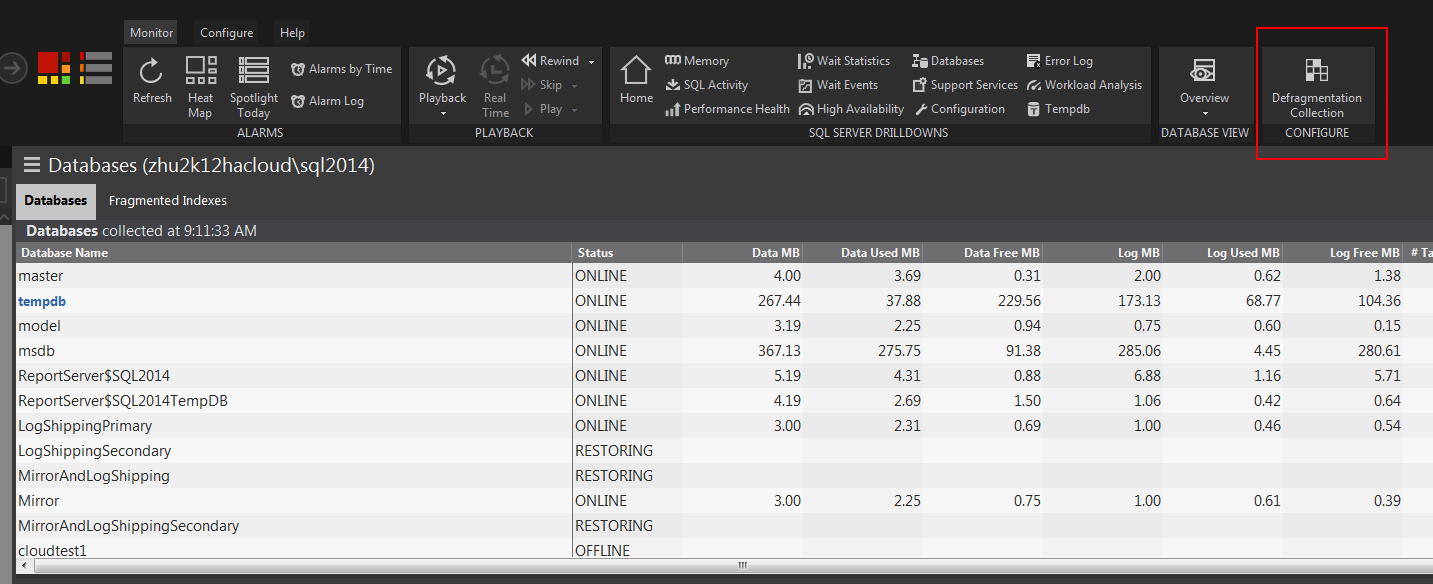 Monitor Configure Help
Refresh
Heat Map
Spotlight Today
Alarms by Time
Alarm Log
ALARMS
Playback
Real Time
Rewind
Skip
Play
PLAYBACK
Home
Memory
SQL Activity
Performance Health
Wait Statistics
Wait Events
High Availability
Databases
Support Services
Configuration
Error Log
Workload Analysis
Tempdb
SQL SERVER DRILLDOWNS
Overview
DATABASE VIEW
Defragmentation
Collection
CONFIGURE
Databases (zhu2k12hacloud\sql2014)
Databases Fragmented Indexes
Databases collected at 9:11:33 AM
Database Name Status Data MB Data Used MB Data Free MB Log MB Log Used MB Log Free MB # Ta
master ONLINE 4.00 3.69 0.31 2.00 0.62 1.38
tempdb ONLINE 267.44 37.88 229.56 173.13 68.77 104.36
model ONLINE 3.19 2.25 0.94 0.75 0.60 0.15
msdb ONLINE 367.13 275.75 91.38 285.06 4.45 280.61
ReportServer$SQL2014 ONLINE 5.19 4.31 0.88 6.88 1.16 5.71
ReportServer$SQL2014TempDB ONLINE 4.19 2.69 1.50 1.06 0.42 0.64
LogShippingPrimary ONLINE 3.00 2.31 0.69 1.00 0.46 0.54
LogShippingSecondary RESTORING
MirrorAndLogShipping RESTORING
Mirror ONLINE 3.00 2.25 0.75 1.00 0.61 0.39
MirrorAndLogShippingSecondary RESTORING
cloudtest1 OFFLINE